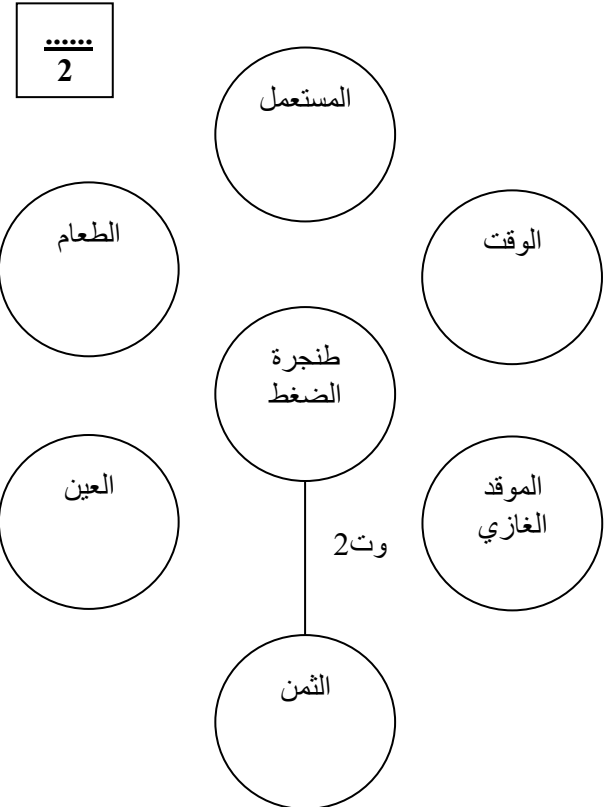 ......
2
المستعمل
الطعام
الوقت
طنجرة
الضغط
العين
الموقد
الغازي
وت2
الثمن